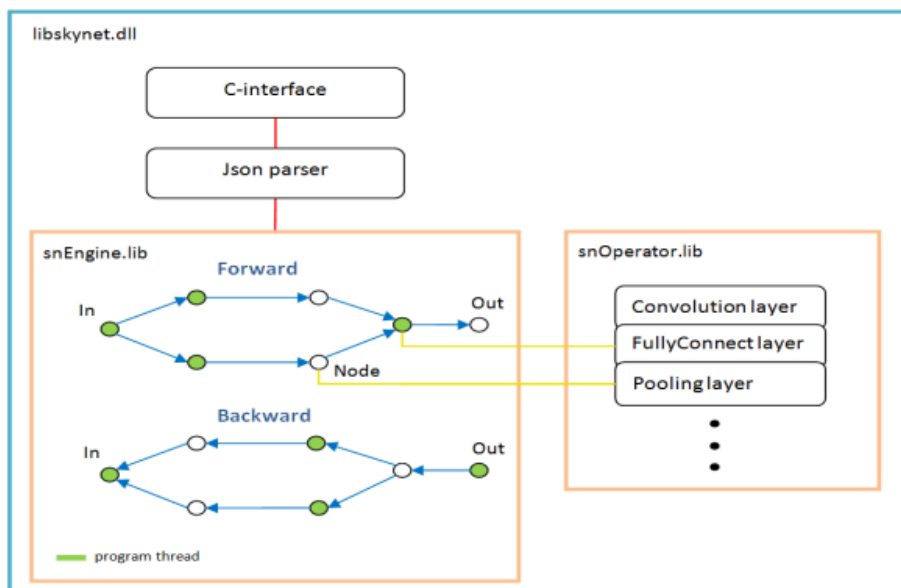 libskynet.dll
C-interface
Json parser
snEngine.lib
Forward
In
Out
Node
Backward
In
Out
program thread
snOperator.lib
Convolution layer
FullyConnect layer
Pooling layer